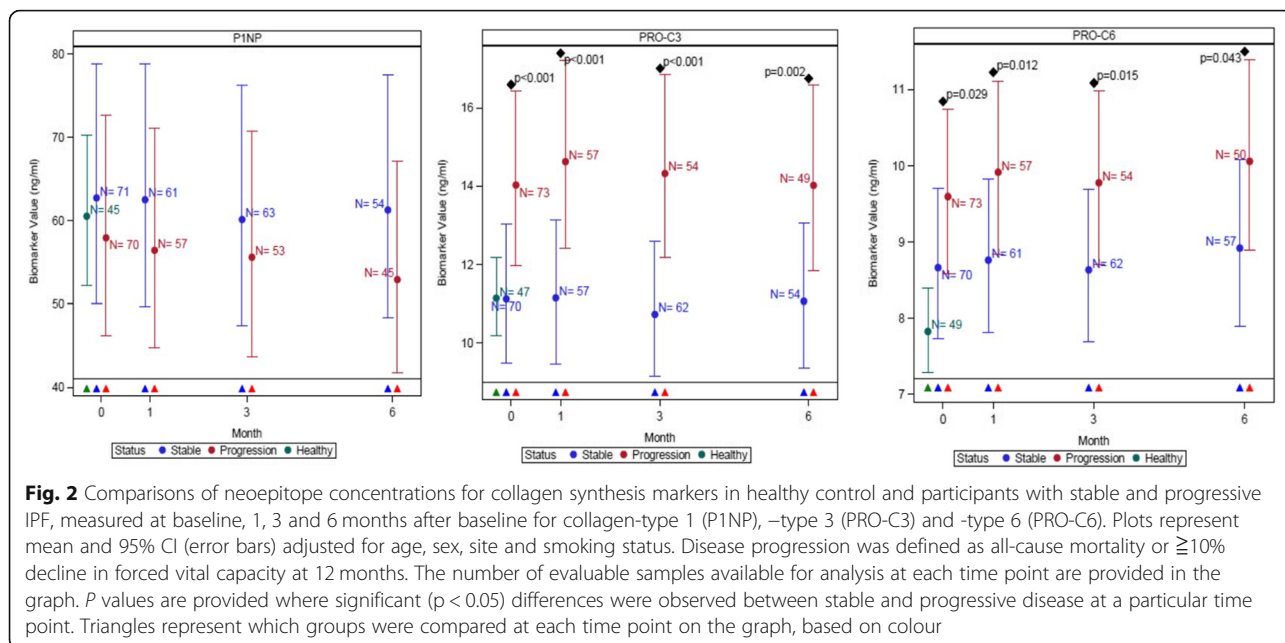 P1NP
80
70
60
50
40
Biomarker Value (ng/ml)
N= 45
N= 71
N= 70
N= 61
N= 57
N= 63
N= 53
N= 54
N= 45
0
1
3
6
Month
Status Stable Progression Healthy
PRO-C3
16
14
12
10
Biomarker Value (ng/ml)
p<0.001
p<0.001
p<0.001
p=0.002
N= 73
N= 57
N= 54
N= 49
N= 47
N= 70
N= 57
N= 62
N= 54
0
1
3
6
Month
Status Stable Progression Healthy
PRO-C6
11
10
9
8
7
Biomarker Value (ng/ml)
p=0.029
p=0.012
p=0.015
p=0.043
N= 73
N= 57
N= 54
N= 50
N= 70
N= 61
N= 62
N= 57
N= 49
0
1
3
6
Month
Status Stable Progression Healthy
Fig. 2 Comparisons of neoepitope concentrations for collagen synthesis markers in healthy control and participants with stable and progressive
IPF, measured at baseline, 1, 3 and 6 months after baseline for collagen-type 1 (P1NP), −type 3 (PRO-C3) and -type 6 (PRO-C6). Plots represent
mean and 95% CI (error bars) adjusted for age, sex, site and smoking status. Disease progression was defined as all-cause mortality or ≧10%
decline in forced vital capacity at 12 months. The number of evaluable samples available for analysis at each time point are provided in the
graph. P values are provided where significant (p < 0.05) differences were observed between stable and progressive disease at a particular time
point. Triangles represent which groups were compared at each time point on the graph, based on colour